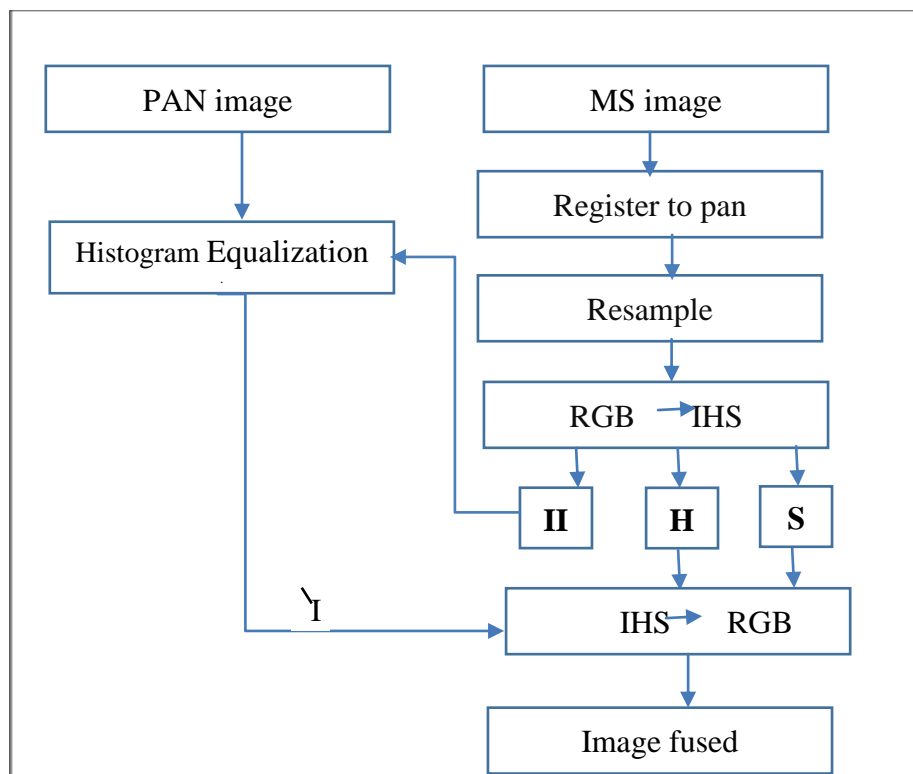 PAN image
MS image
Register to pan
Histogram Equalization
Resample
RGB → IHS
II
H
S
`I
IHS → RGB
Image fused